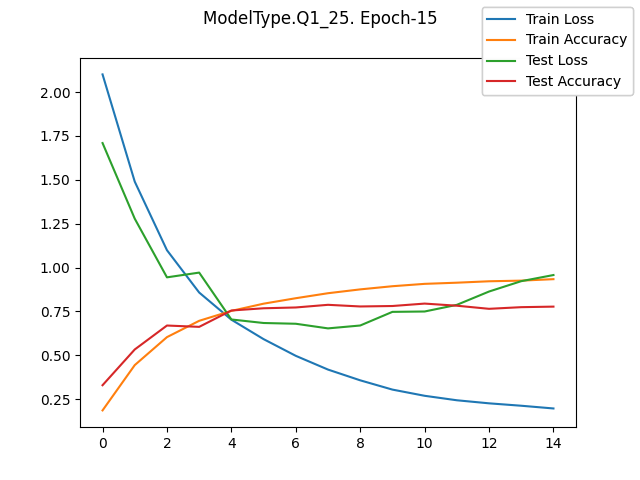 ModelType.Q1_25. Epoch-15
Train Loss
Train Accuracy
Test Loss
Test Accuracy
2.00
1.75
1.50
1.25
1.00
0.75
0.50
0.25
0 2 4 6 8 10 12 14